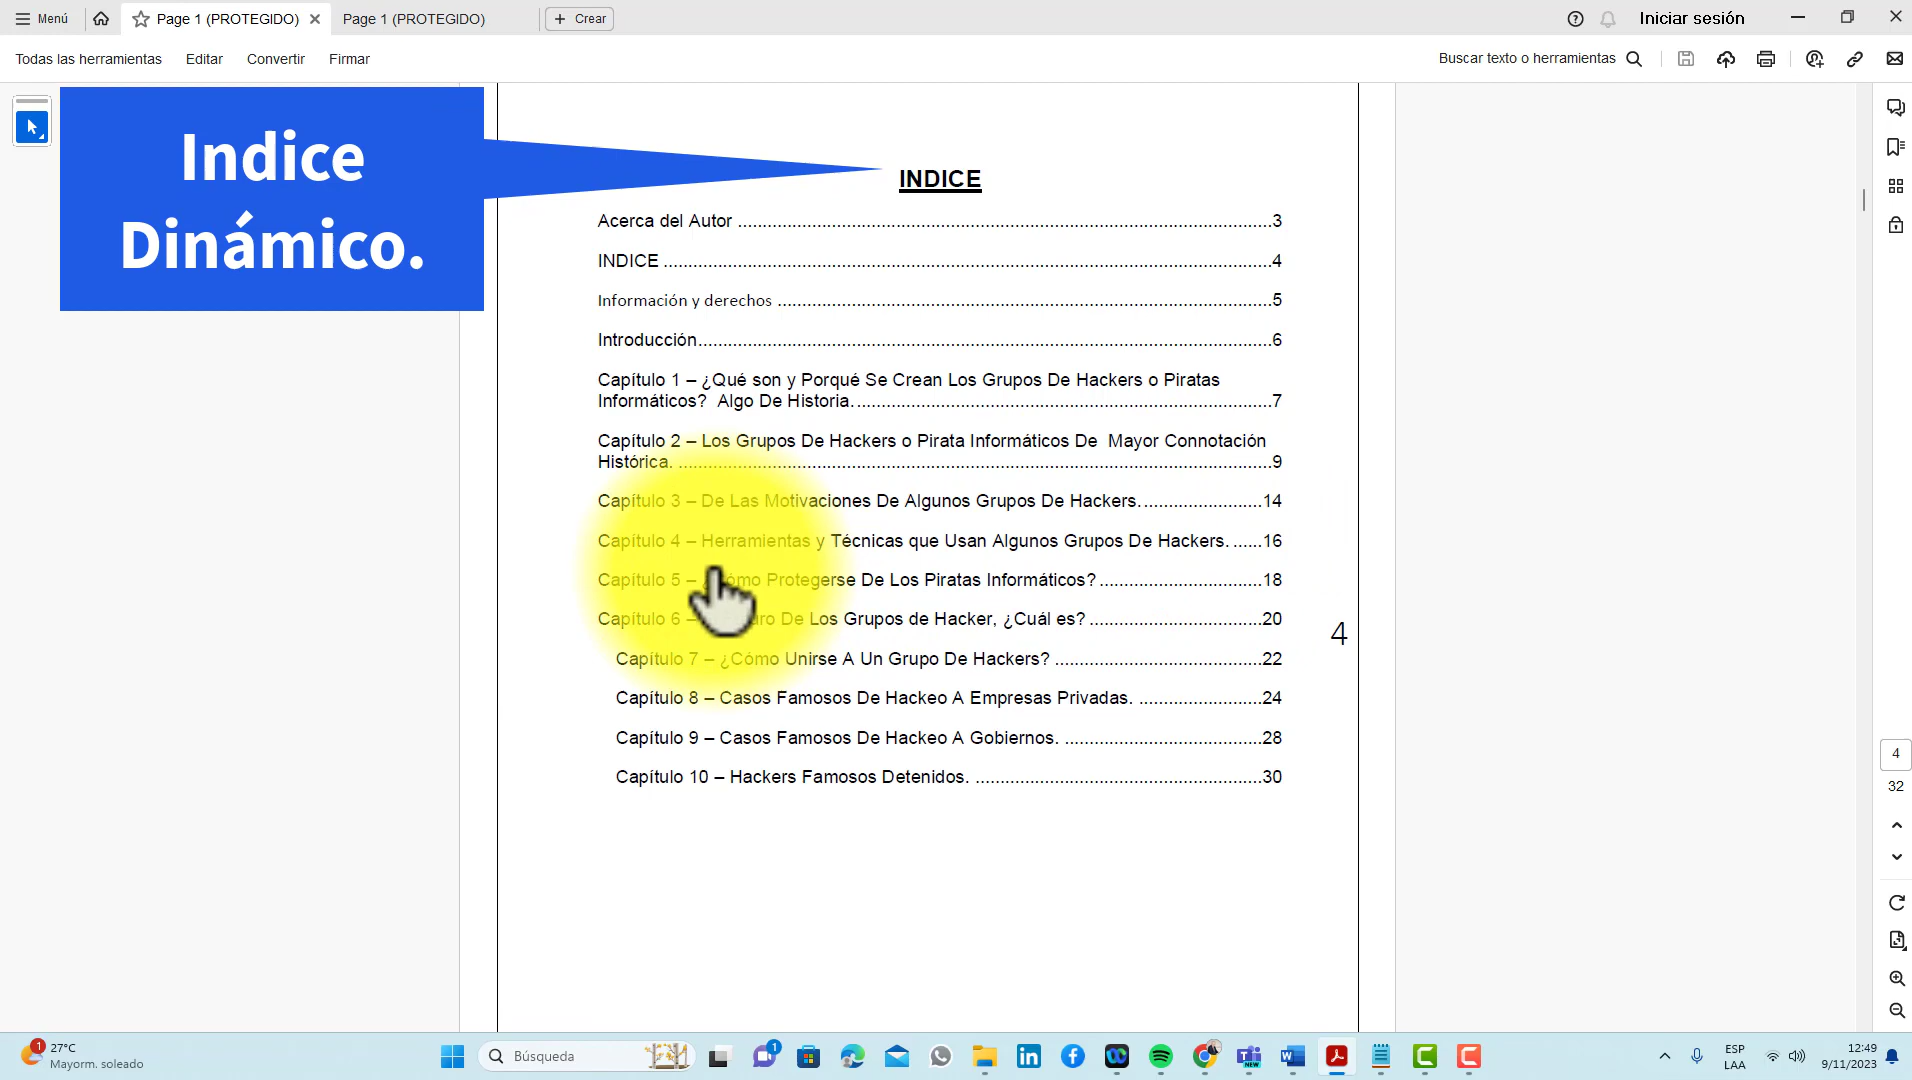 Menú
Page 1 (PROTEGIDO)
Page 1 (PROTEGIDO)
Crear
Iniciar sesión
Todas las herramientas
Editar
Convertir
Firmar
Buscar texto o herramientas
Indice
Dinámico.
INDICE
Acerca del Autor ..........3
INDICE ..........4
Información y derechos ..........5
Introducción..........6
Capítulo 1 – ¿Qué son y Porqué Se Crean Los Grupos De Hackers o Piratas
Informáticos?  Algo De Historia...........7
Capítulo 2 – Los Grupos De Hackers o Pirata Informáticos De  Mayor Connotación
Histórica. ..........9
Capítulo 3 – De Las Motivaciones De Algunos Grupos De Hackers...........14
Capítulo 4 – Herramientas y Técnicas que Usan Algunos Grupos De Hackers. ......16
Capítulo 5 – ¿Cómo Protegerse De Los Piratas Informáticos? ..........18
Capítulo 6 – De Los Grupos de Hacker, ¿Cuál es? ..........20
Capítulo 7 – ¿Cómo Unirse A Un Grupo De Hackers? ..........22
Capítulo 8 – Casos Famosos De Hackeo A Empresas Privadas. ..........24
Capítulo 9 – Casos Famosos De Hackeo A Gobiernos. ..........28
Capítulo 10 – Hackers Famosos Detenidos. ..........30
4
4
32
1
27°C
Mayorm. soleado
Búsqueda
1
NEW
ESP
LAA
12:49
9/11/2023